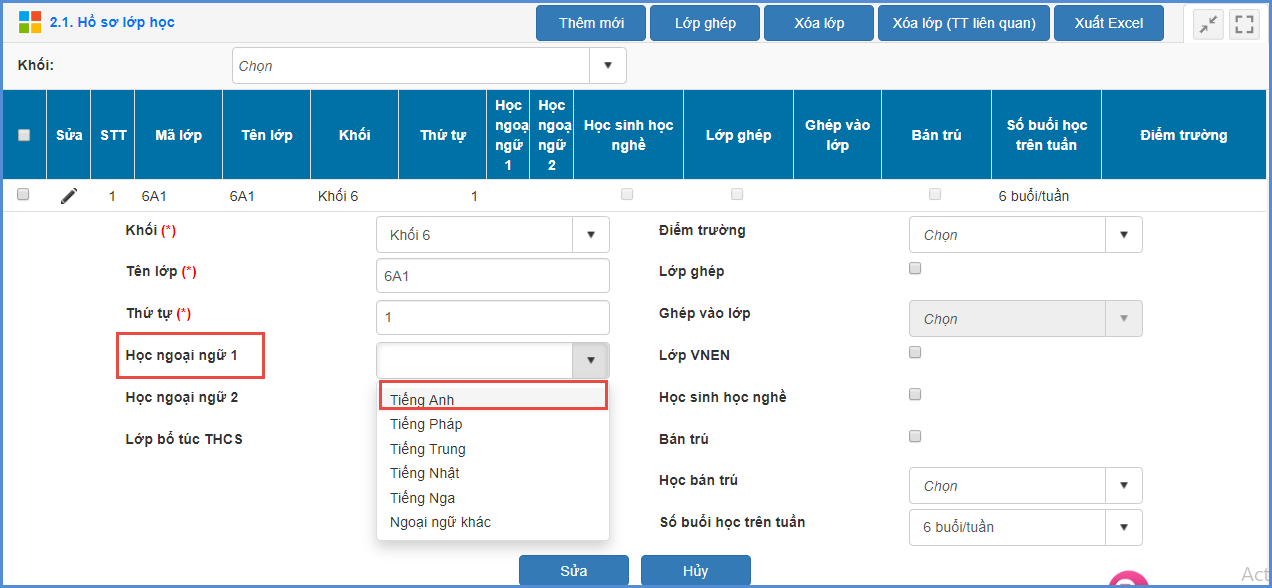 2.1. Hồ sơ lớp học
Thêm mới
Lớp ghép
Xóa lớp
Xóa lớp (TT liên quan)
Xuất Excel
Khối:
Chọn
Sửa
STT
Mã lớp
Tên lớp
Khối
Thứ tự
Học
ngoạ
ngữ
1
Học
ngoạ
ngữ
2
Học sinh học
nghề
Lớp ghép
Ghép vào
lớp
Bán trú
Số buổi học
trên tuần
Điểm trường
1 6A1 6A1 Khối 6 1 6 buổi/tuần
Khối (*)
Khối 6
Điểm trường
Chọn
Tên lớp (*)
6A1
Lớp ghép
Thứ tự (*)
1
Ghép vào lớp
Chọn
Học ngoại ngữ 1
Lớp VNEN
Học ngoại ngữ 2
Tiếng Anh
Tiếng Pháp
Tiếng Trung
Tiếng Nhật
Tiếng Nga
Ngoại ngữ khác
Học sinh học nghề
Lớp bổ túc THCS
Bán trú
Học bán trú
Chọn
Số buổi học trên tuần
6 buổi/tuần
Sửa
Hủy
Act